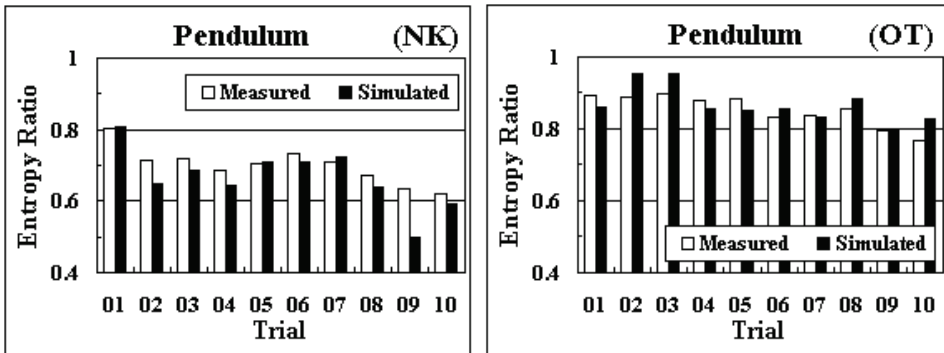 Pendulum (NK)
1
Measured Simulated
0.8
Entropy Ratio
0.6
0.4
01 02 03 04 05 06 07 08 09 10
Trial
Pendulum (OT)
1
0.8
Entropy Ratio
0.6
Measured Simulated
0.4
01 02 03 04 05 06 07 08 09 10
Trial